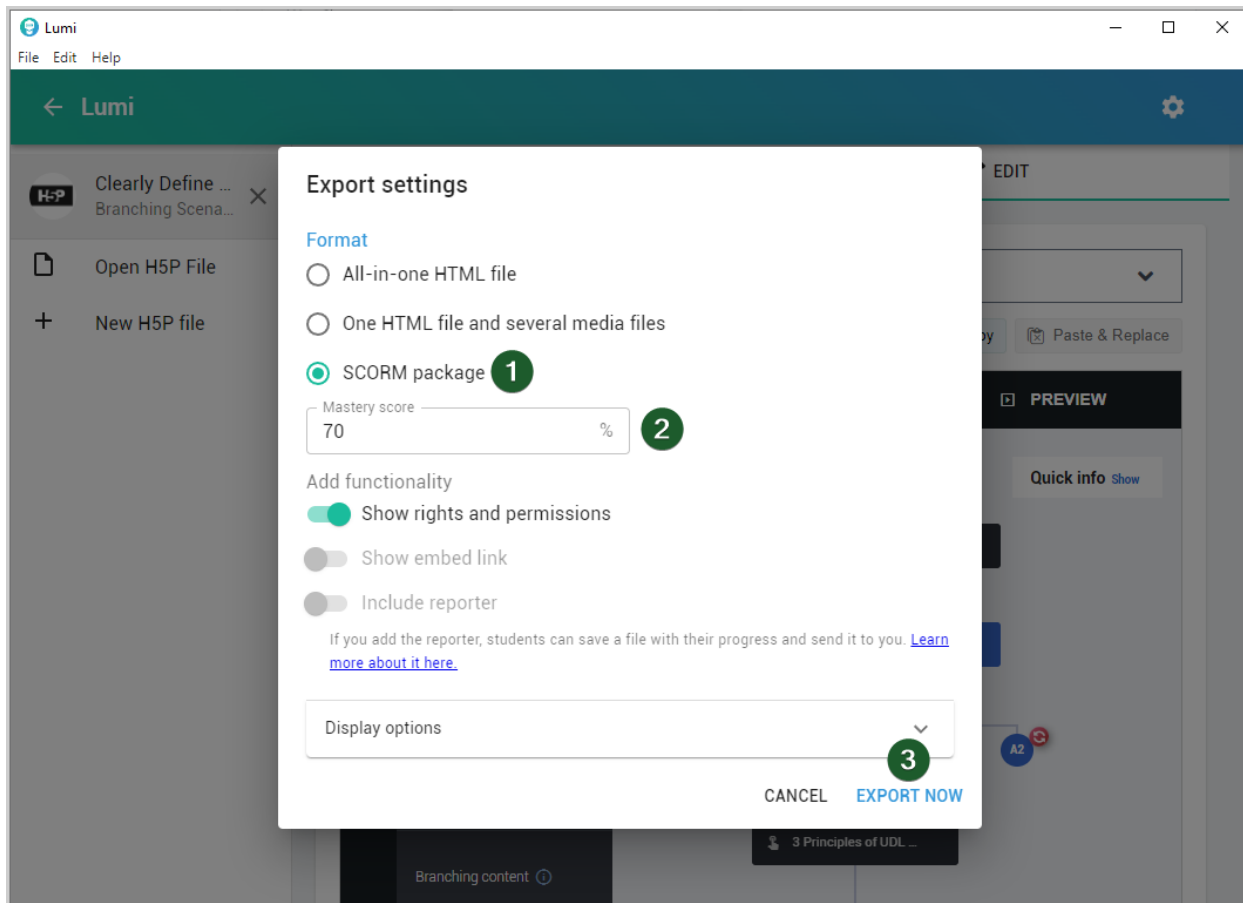 Lumi
File Edit Help
Lumi
H5P
Clearly Define ...
Branching Scena...
Open H5P File
New H5P file
EDIT
Paste & Replace
PREVIEW
Quick info Show
A2
3 Principles of UDL ...
Branching content
Export settings
Format
All-in-one HTML file
One HTML file and several media files
SCORM package 1
Mastery score
70 % 2
Add functionality
Show rights and permissions
Show embed link
Include reporter
If you add the reporter, students can save a file with their progress and send it to you. Learn
more about it here.
Display options
3
CANCEL EXPORT NOW